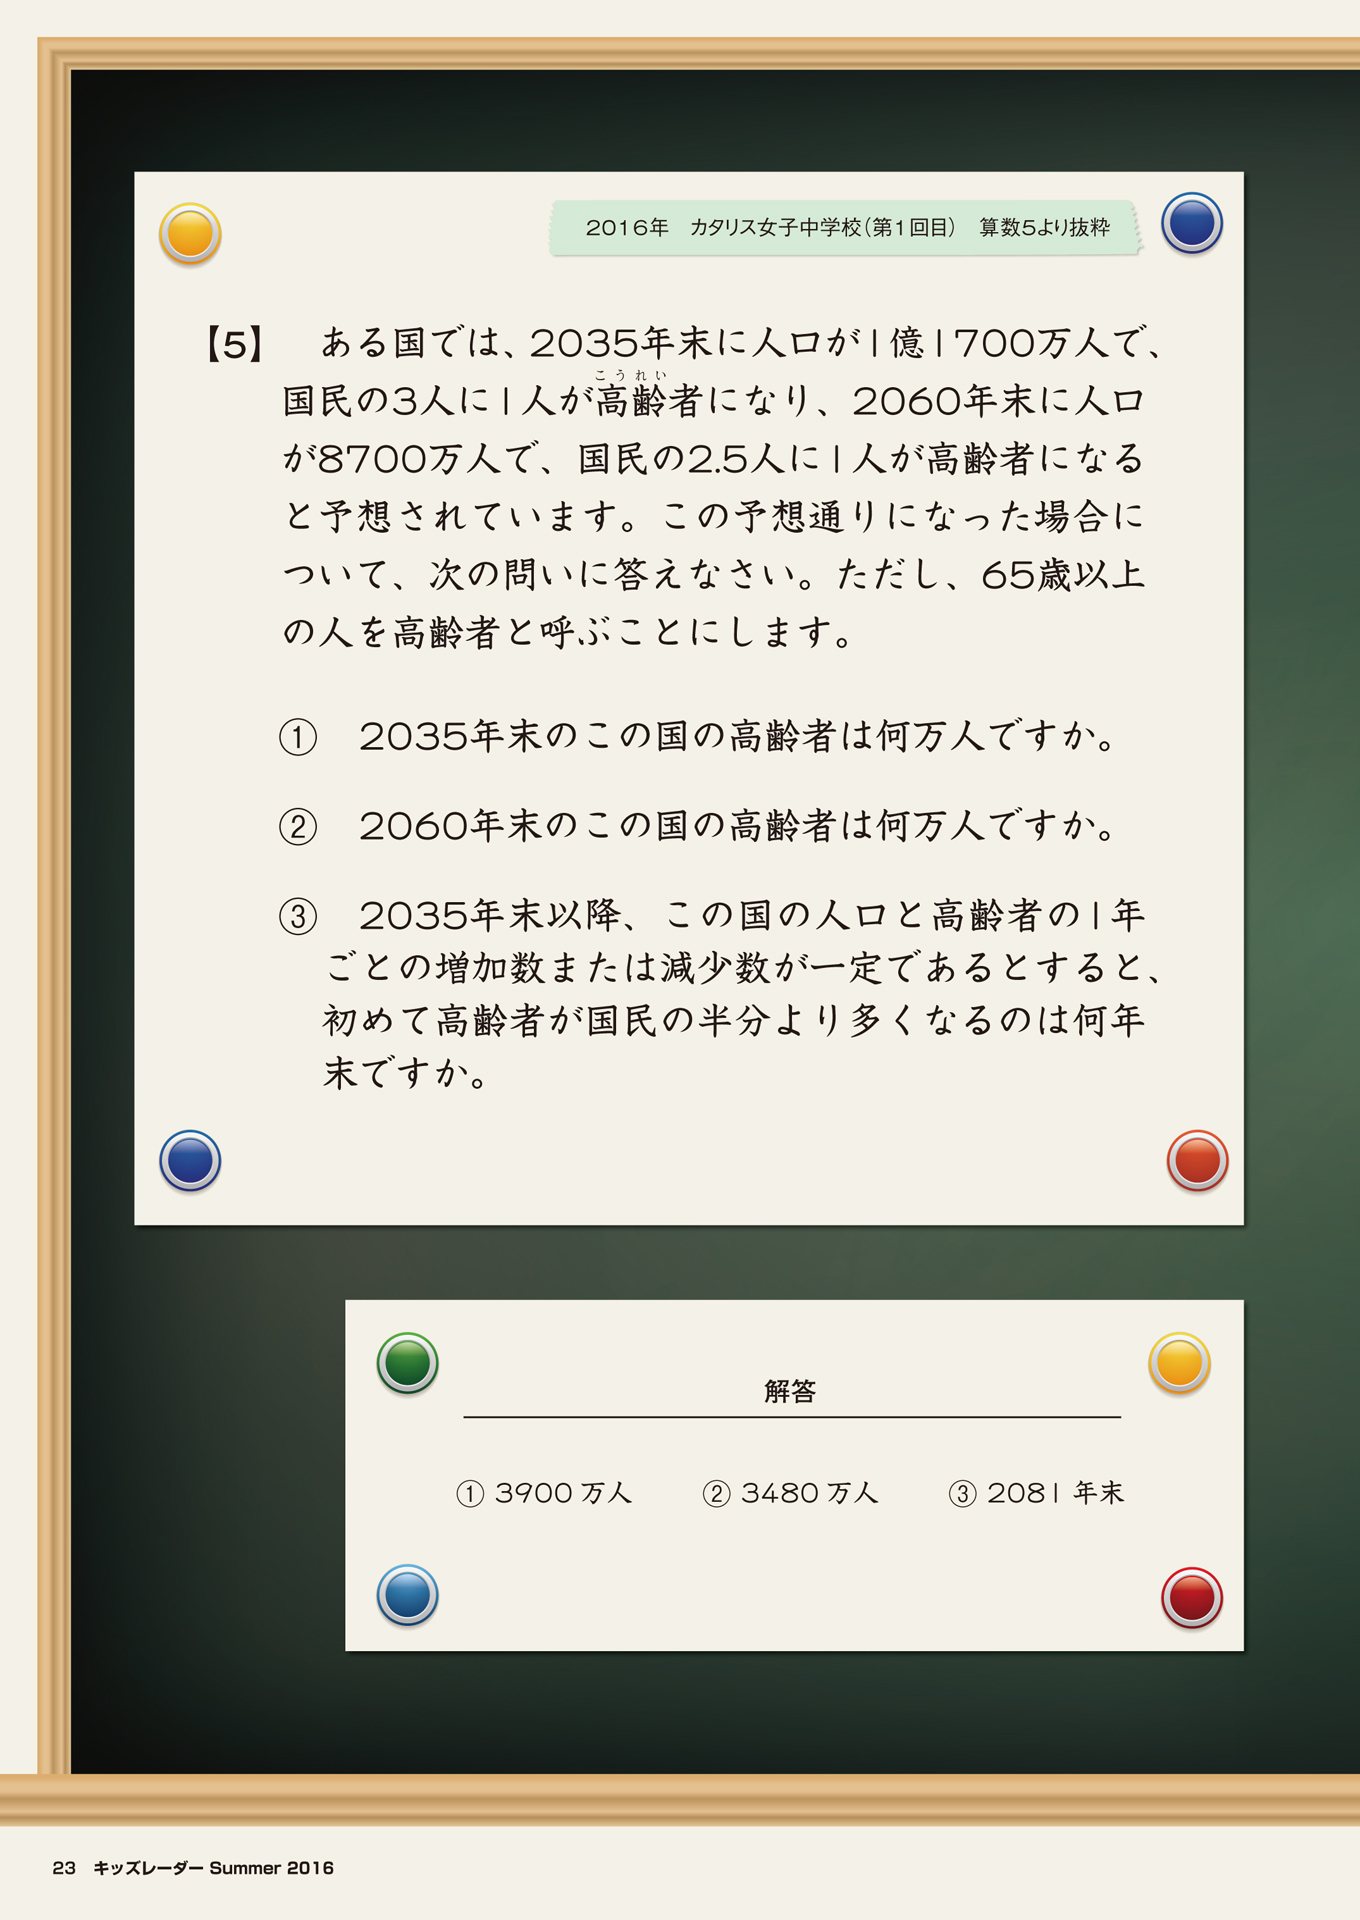 2016年　カタリス女子中学校(第1回目)　算数5より抜粋
【5】　ある国では、2035年末に人口が1億1700万人で、
こうれい
国民の3人に1人が高齢者になり、2060年末に人口
が8700万人で、国民の2.5人に1人が高齢者になる
と予想されています。この予想通りになった場合に
ついて、次の問いに答えなさい。ただし、65歳以上
の人を高齢者と呼ぶことにします。
①　2035年末のこの国の高齢者は何万人ですか。
②　2060年末のこの国の高齢者は何万人ですか。
③　2035年末以降、この国の人口と高齢者の1年
ごとの増加数または減少数が一定であるとすると、
初めて高齢者が国民の半分より多くなるのは何年
末ですか。
解答
① 3900 万人　② 3480 万人　③ 2081 年末
23　キッズレーダー Summer 2016